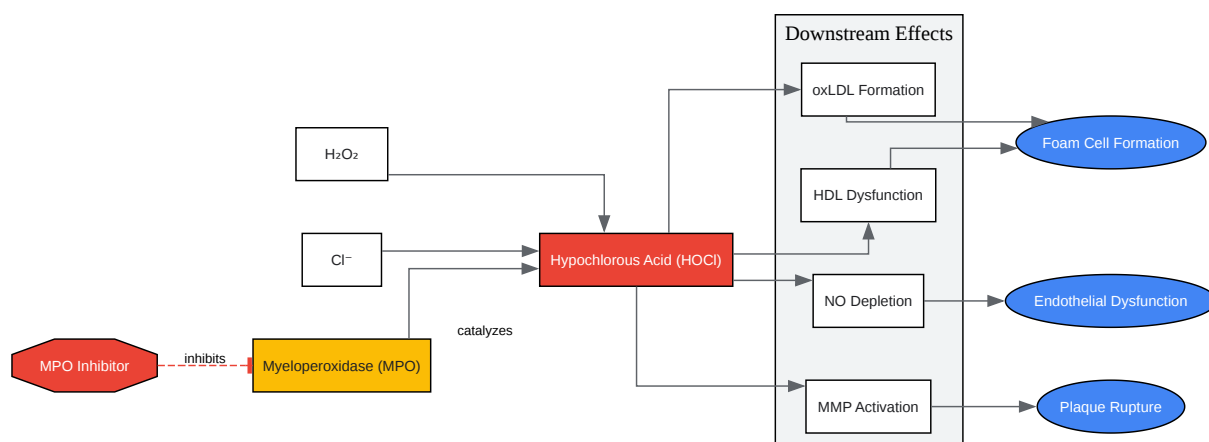 Downstream Effects
oxLDL Formation
Foam Cell Formation
H₂O₂
HDL Dysfunction
Cl⁻
Hypochlorous Acid (HOCl)
NO Depletion
Endothelial Dysfunction
catalyzes
MPO Inhibitor
inhibits
Myeloperoxidase (MPO)
MMP Activation
Plaque Rupture